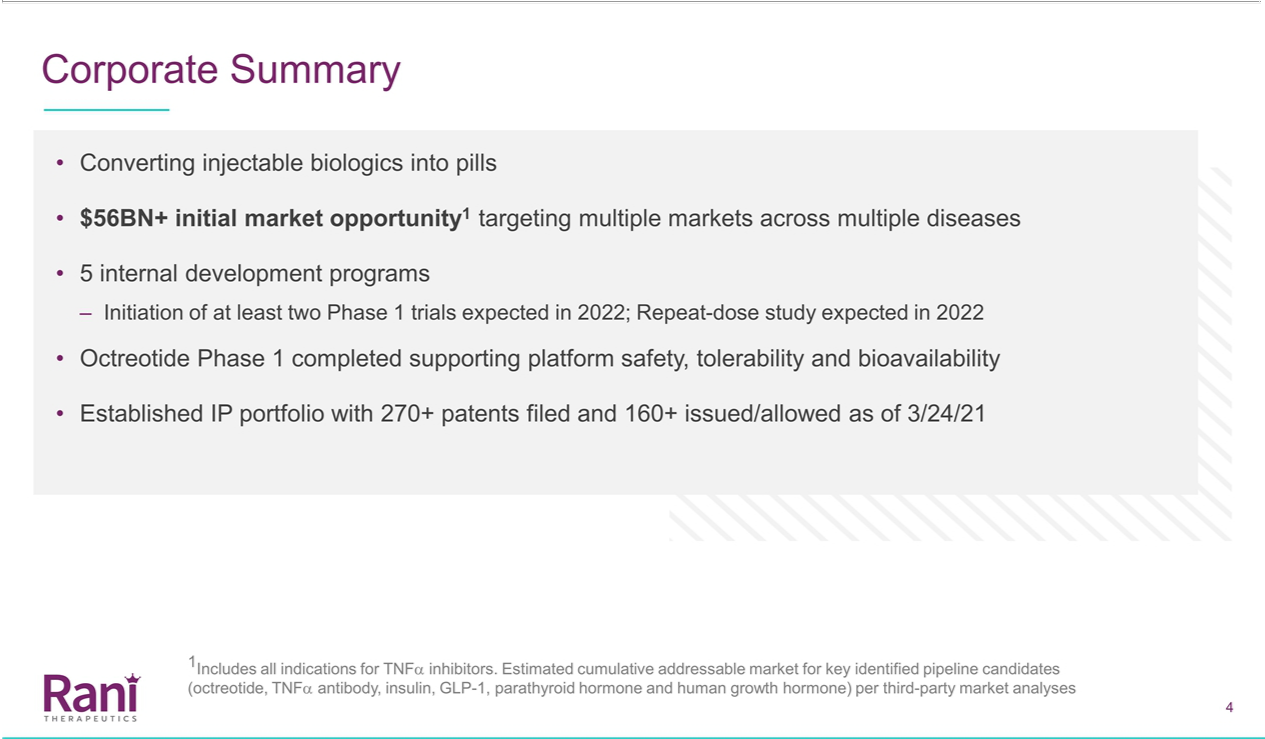 Corporate Summary
• Converting injectable biologics into pills
• $56BN+ initial market opportunity¹ targeting multiple markets across multiple diseases
• 5 internal development programs
– Initiation of at least two Phase 1 trials expected in 2022; Repeat-dose study expected in 2022
• Octreotide Phase 1 completed supporting platform safety, tolerability and bioavailability
• Established IP portfolio with 270+ patents filed and 160+ issued/allowed as of 3/24/21
¹Includes all indications for TNFα inhibitors. Estimated cumulative addressable market for key identified pipeline candidates
(octreotide, TNFα antibody, insulin, GLP-1, parathyroid hormone and human growth hormone) per third-party market analyses
Rani
THERAPEUTICS
4